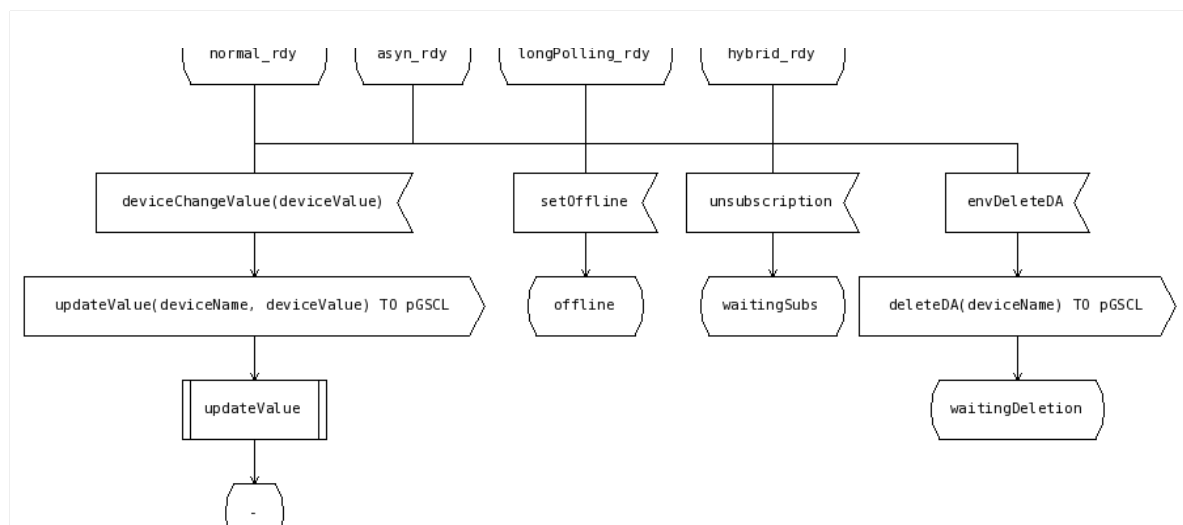 normal_rdy
asyn_rdy
longPolling_rdy
hybrid_rdy
deviceChangeValue(deviceValue)
setOffline
unsubscription
envDeleteDA
updateValue(deviceName, deviceValue) TO pGSCL
offline
waitingSubs
deleteDA(deviceName) TO pGSCL
updateValue
waitingDeletion
-